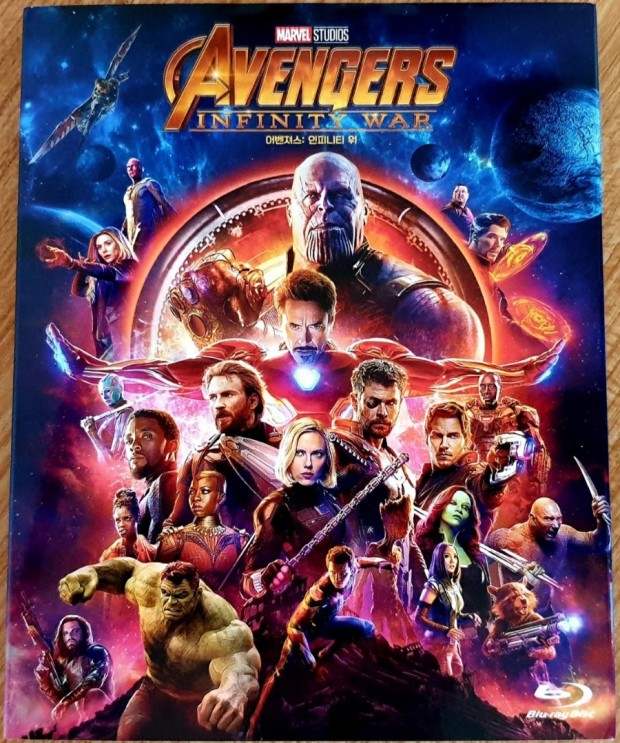 MARVEL STUDIOS
AVENGERS
INFINITY WAR
어벤져스: 인피니티 워
Blu-ray Disc